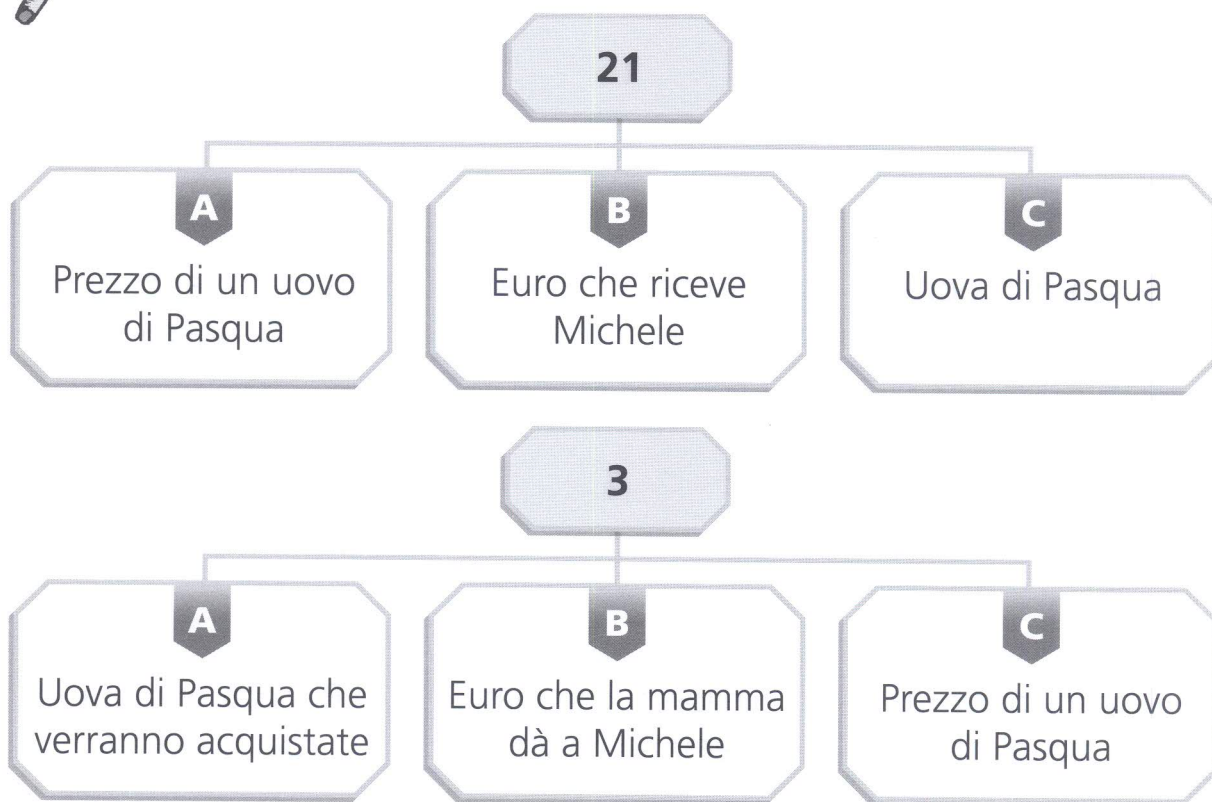 21
A
Prezzo di un uovo
di Pasqua
B
Euro che riceve
Michele
C
Uova di Pasqua
3
A
Uova di Pasqua che
verranno acquistate
B
Euro che la mamma
dà a Michele
C
Prezzo di un uovo
di Pasqua